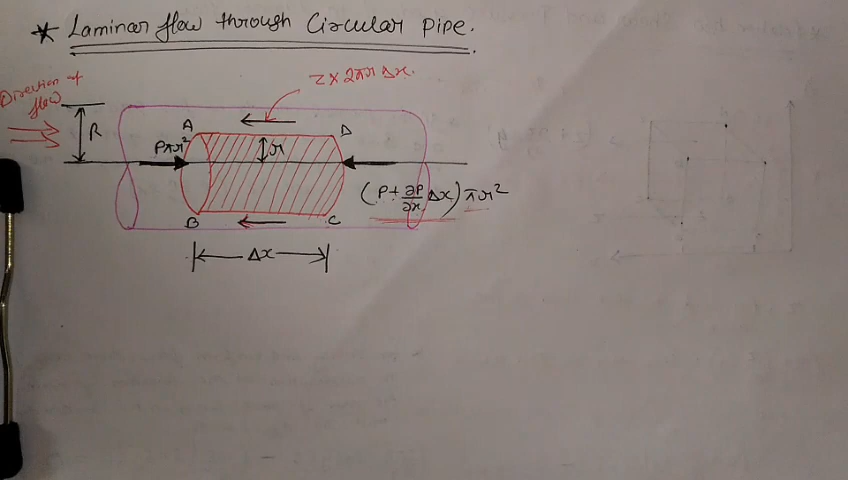 * Laminar flow through Circular pipe.
τ × 2πr Δx.
Direction of
flow
R
A
D
Pπr²
r
(P + ∂P/∂x Δx) πr²
B
C
Δx